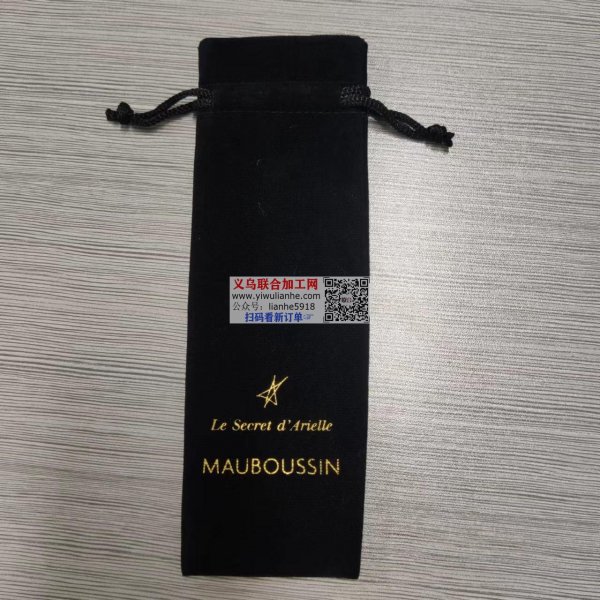 义乌联合加工网
www.yiwulianhe.com
公众号：lianhe5918
扫码看新订单☞
Le Secret d'Arielle
MAUBOUSSIN